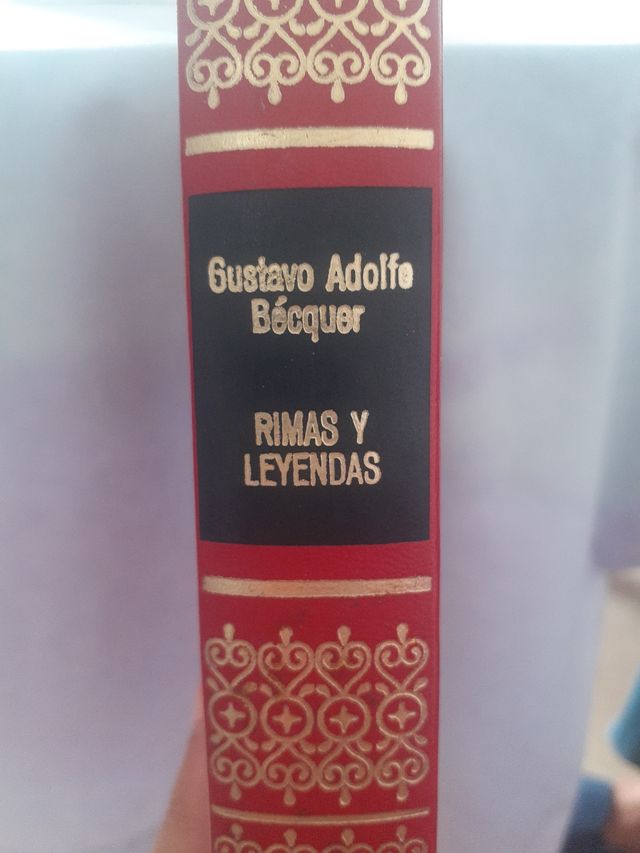 Gustavo Adolfo
Bécquer
RIMAS Y
LEYENDAS